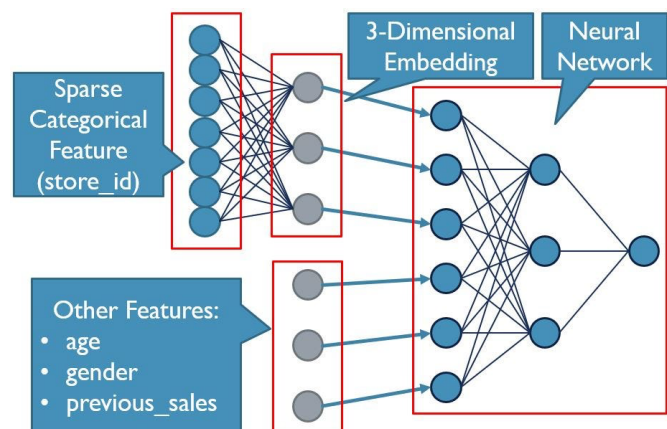 3-Dimensional
Embedding
Neural
Network
Sparse
Categorical
Feature
(store_id)
Other Features:
• age
• gender
• previous_sales